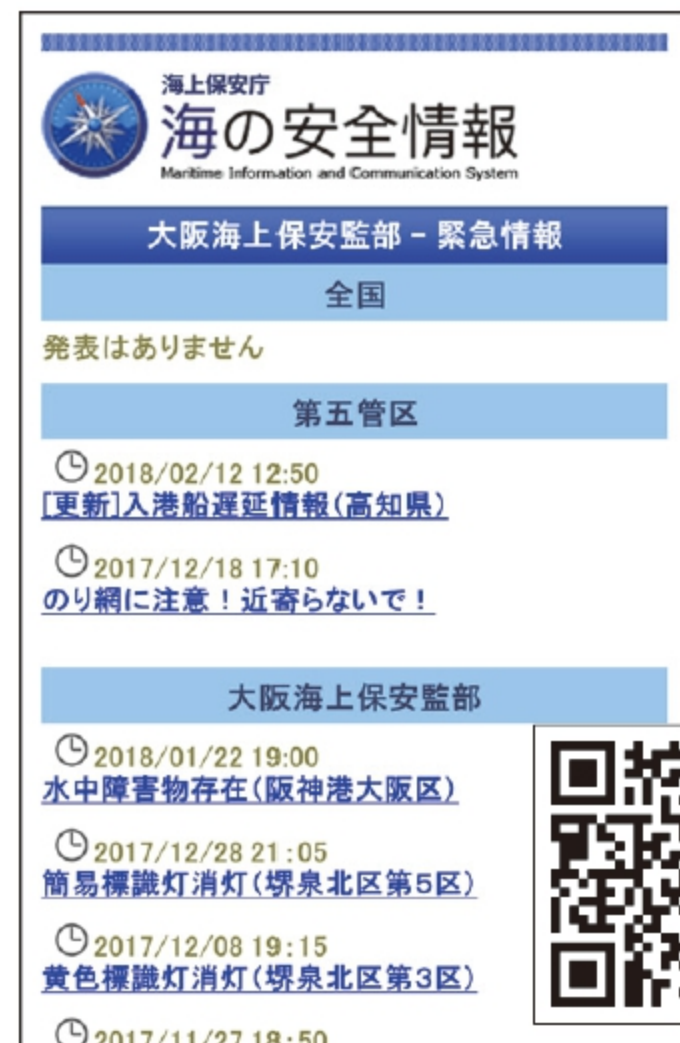 海上保安庁
海の安全情報
Maritime Information and Communication System
大阪海上保安監部 - 緊急情報
全国
発表はありません
第五管区
2018/02/12 12:50
[更新]入港船遅延情報(高知県)
2017/12/18 17:10
のり網に注意！近寄らないで！
大阪海上保安監部
2018/01/22 19:00
水中障害物存在(阪神港大阪区)
2017/12/28 21:05
簡易標識灯消灯(堺泉北区第5区)
2017/12/08 19:15
黄色標識灯消灯(堺泉北区第3区)
2017/11/27 18:50